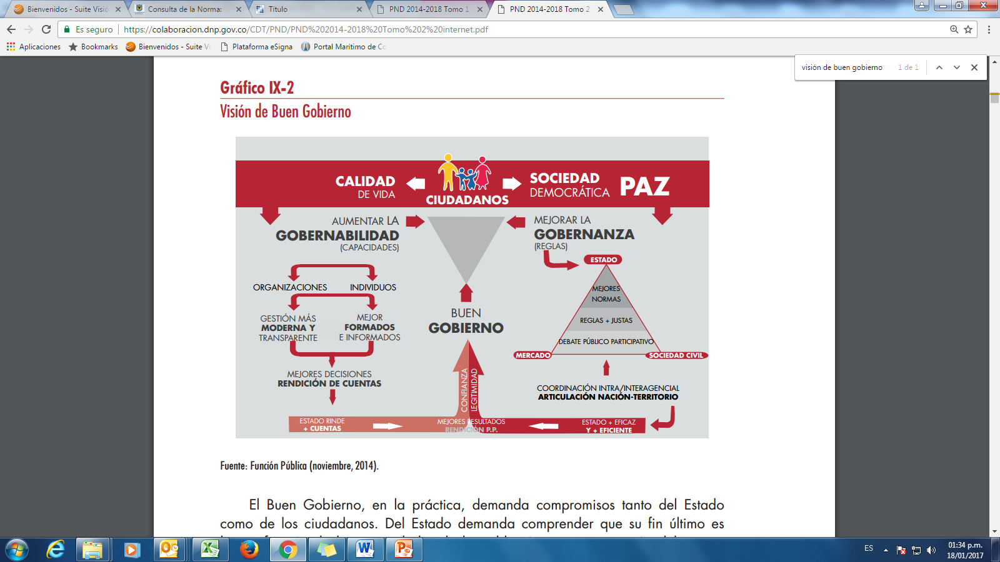 Bienvenidos - Suite Visió
Consulta de la Norma:
Título
PND 2014-2018 Tomo 1
PND 2014-2018 Tomo 2
Es seguro
https://colaboracion.dnp.gov.co/CDT/PND/PND%202014-2018%20Tomo%202%20internet.pdf
Aplicaciones
Bookmarks
Bienvenidos - Suite Vi
Plataforma eSigna
Portal Marítimo de Co
visión de buen gobierno
1 de 1
Gráfico IX-2
Visión de Buen Gobierno
CALIDAD
DE VIDA
CIUDADANOS
SOCIEDAD
DEMOCRÁTICA
PAZ
AUMENTAR LA
GOBERNABILIDAD
(CAPACIDADES)
MEJORAR LA
GOBERNANZA
(REGLAS)
ORGANIZACIONES
INDIVIDUOS
GESTIÓN MÁS
MODERNA Y
TRANSPARENTE
MEJOR
FORMADOS
E INFORMADOS
MEJORES DECISIONES
RENDICIÓN DE CUENTAS
BUEN
GOBIERNO
CONFIANZA
LEGITIMIDAD
ESTADO
MEJORES
NORMAS
REGLAS + JUSTAS
DEBATE PÚBLICO PARTICIPATIVO
MERCADO
SOCIEDAD CIVIL
COORDINACIÓN INTRA/INTERAGENCIAL
ARTICULACIÓN NACIÓN-TERRITORIO
ESTADO RINDE
+ CUENTAS
MEJORES RESULTADOS
RENDICIÓN P.P.
ESTADO + EFICAZ
Y + EFICIENTE
Fuente: Función Pública (noviembre, 2014).
El Buen Gobierno, en la práctica, demanda compromisos tanto del Estado
como de los ciudadanos. Del Estado demanda comprender que su fin último es
ES
01:34 p.m.
18/01/2017